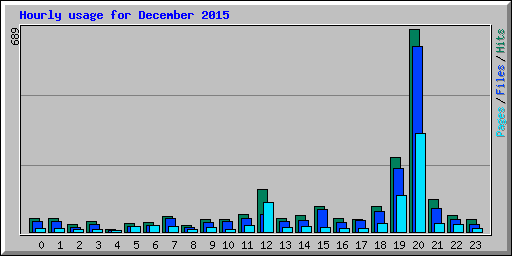 Hourly usage for December 2015
689
Pages / Files / Hits
0 1 2 3 4 5 6 7 8 9 10 11 12 13 14 15 16 17 18 19 20 21 22 23